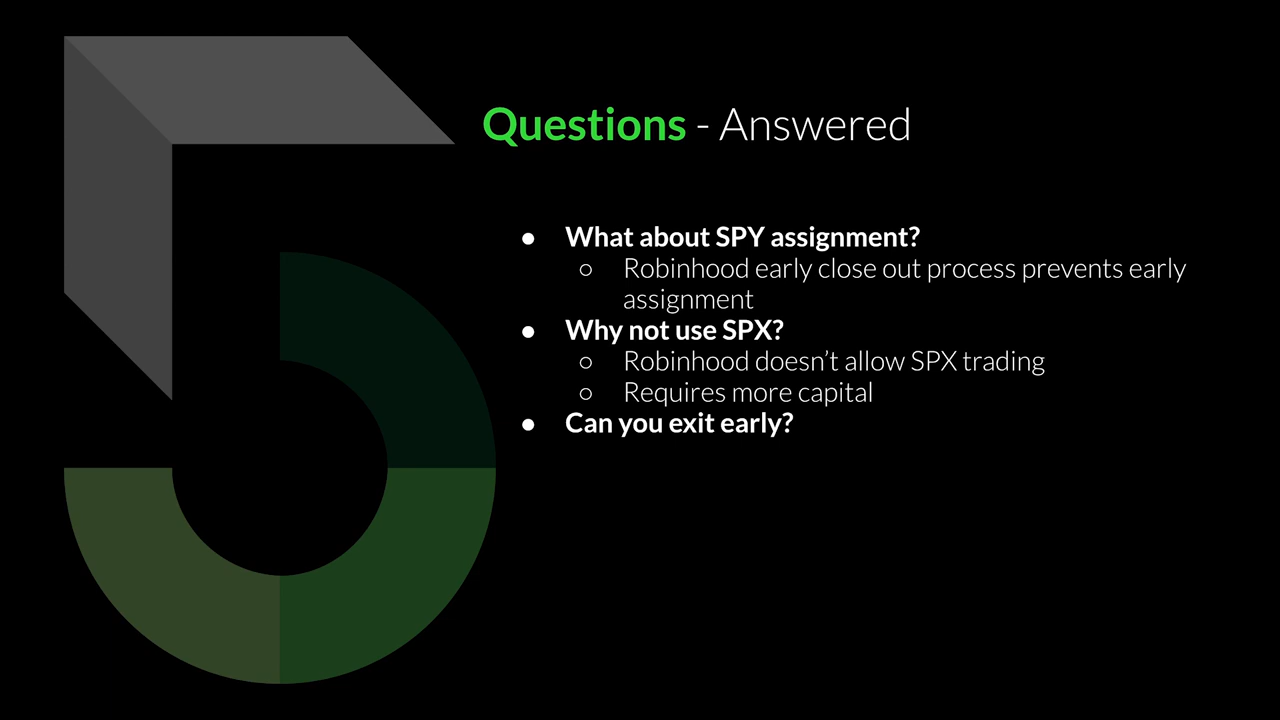 Questions - Answered
● What about SPY assignment?
○ Robinhood early close out process prevents early
assignment
● Why not use SPX?
○ Robinhood doesn’t allow SPX trading
○ Requires more capital
● Can you exit early?